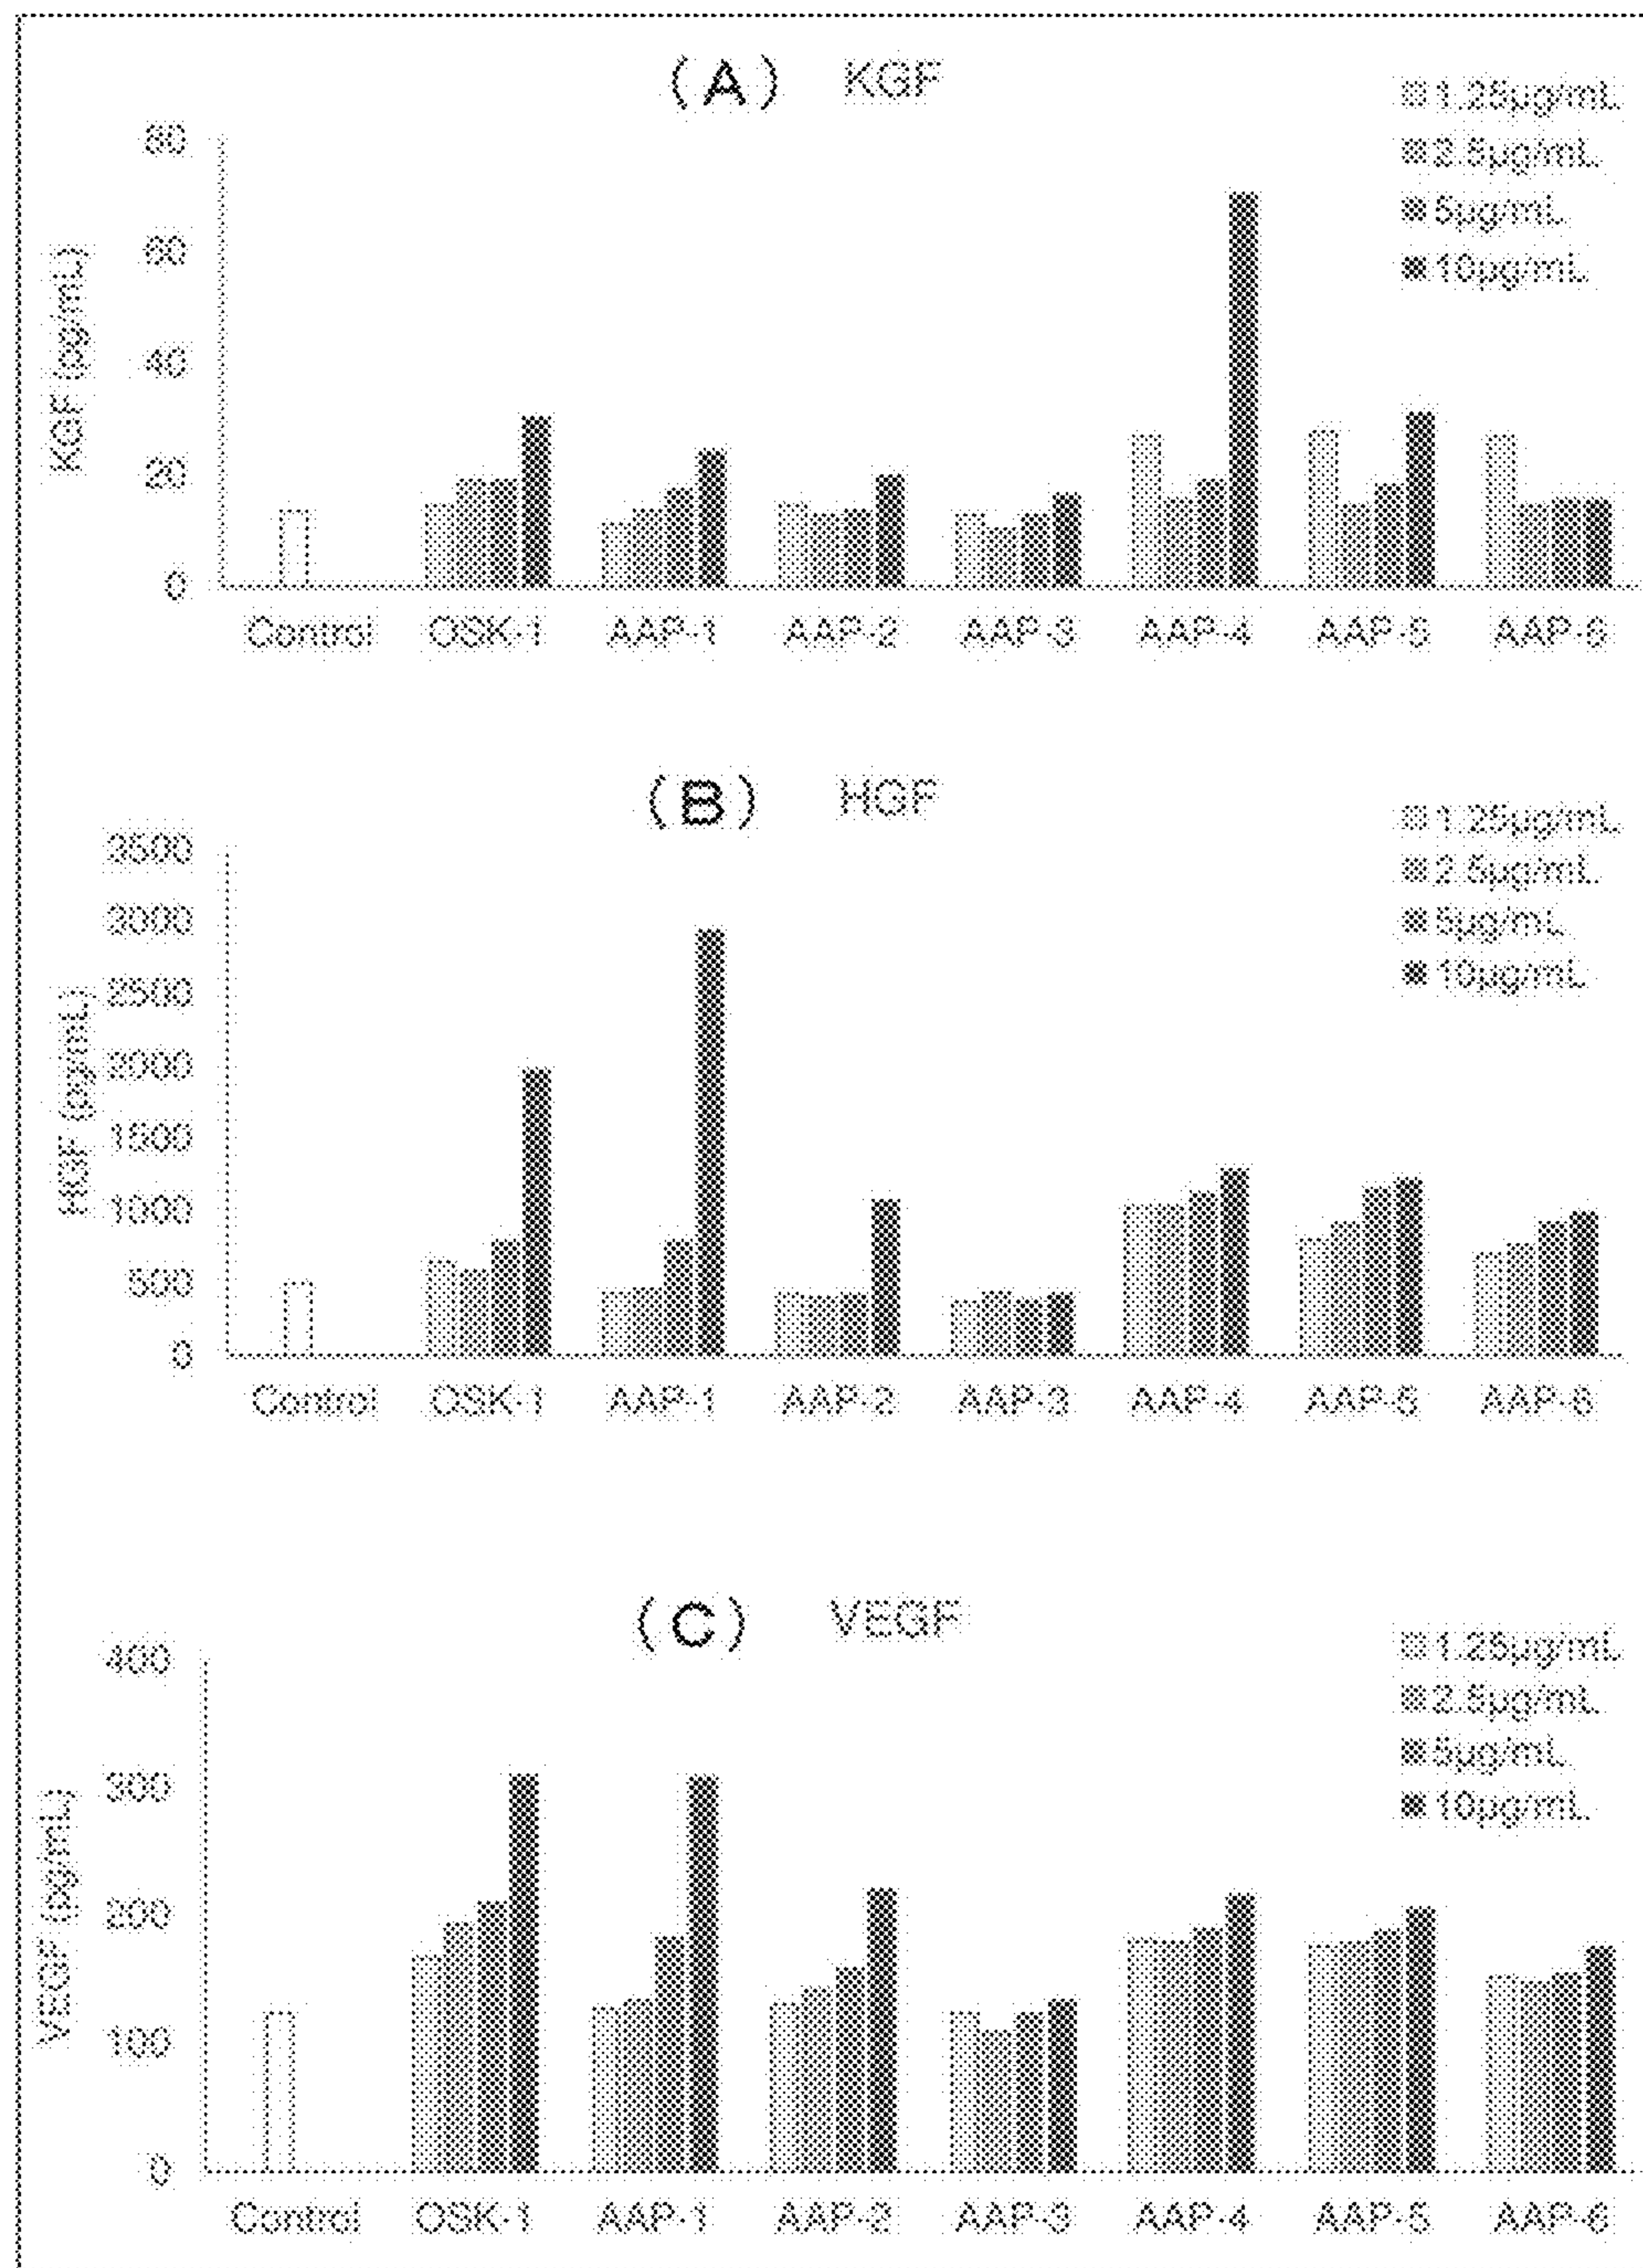 (A) KGF
1.25µg/mL
2.5µg/mL
5µg/mL
10µg/mL
KGF (pg/mL)
80
60
40
20
0
Control OSK-1 AAP-1 AAP-2 AAP-3 AAP-4 AAP-5 AAP-6
(B) HGF
1.25µg/mL
2.5µg/mL
5µg/mL
10µg/mL
HGF (pg/mL)
3500
3000
2500
2000
1500
1000
500
0
Control OSK-1 AAP-1 AAP-2 AAP-3 AAP-4 AAP-5 AAP-6
(C) VEGF
1.25µg/mL
2.5µg/mL
5µg/mL
10µg/mL
VEGF (pg/mL)
400
300
200
100
0
Control OSK-1 AAP-1 AAP-2 AAP-3 AAP-4 AAP-5 AAP-6